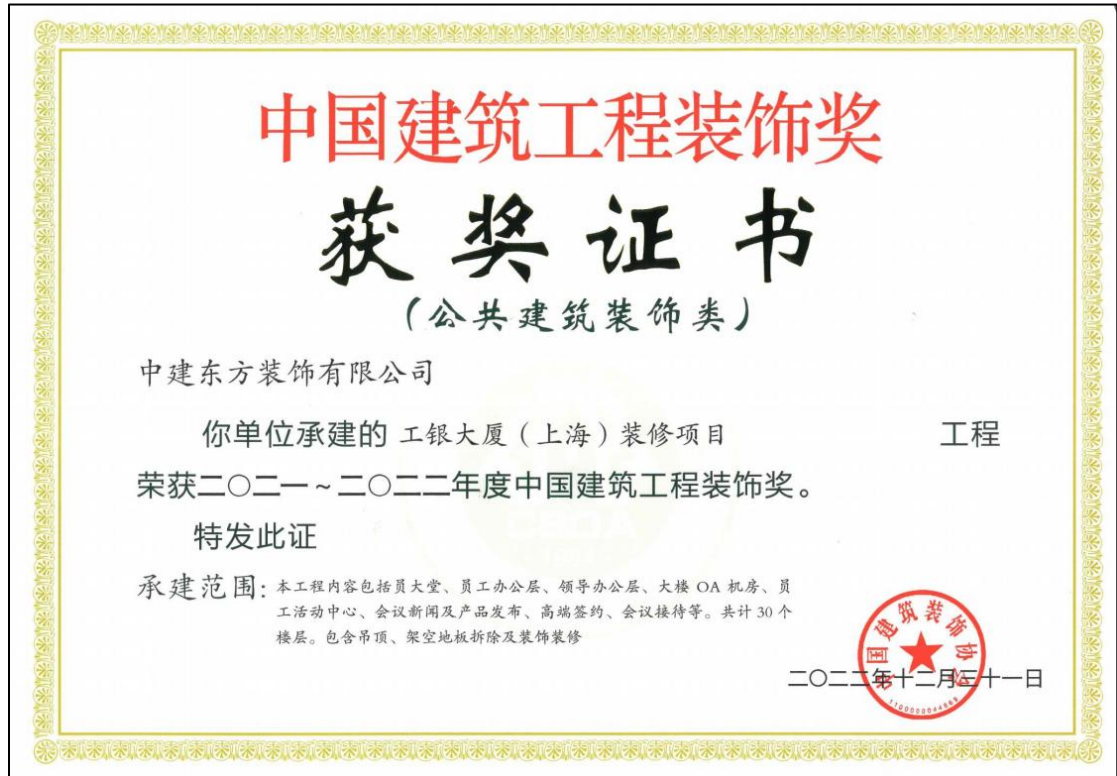 中国建筑工程装饰奖
获奖证书
(公共建筑装饰类)
中建东方装饰有限公司
你单位承建的 工银大厦（上海）装修项目 工程
荣获二〇二一~二〇二二年度中国建筑工程装饰奖。
特发此证
承建范围: 本工程内容包括员大堂、员工办公层、领导办公层、大楼 OA 机房、员
工活动中心、会议新闻及产品发布、高端签约、会议接待等。共计 30 个
楼层。包含吊顶、架空地板拆除及装饰装修
中国建筑装饰协会
二〇二二年十二月三十一日